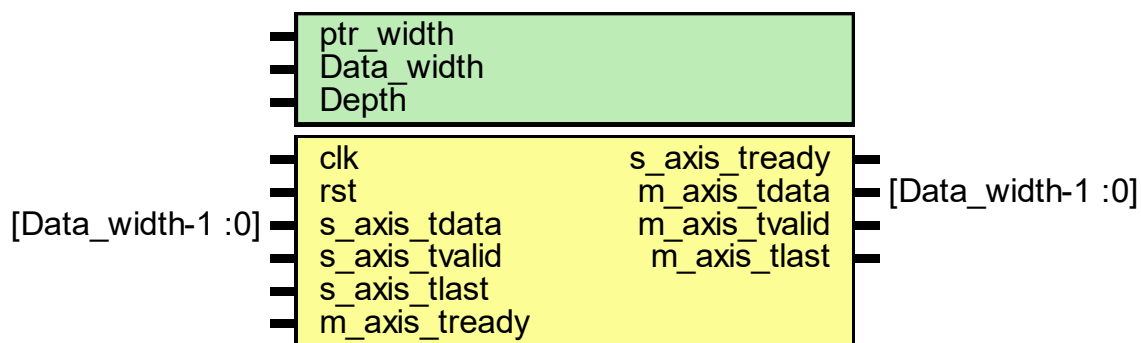 ptr_width
Data_width
Depth
clk s_axis_tready
rst m_axis_tdata [Data_width-1 :0]
[Data_width-1 :0] s_axis_tdata m_axis_tvalid
s_axis_tvalid m_axis_tlast
s_axis_tlast
m_axis_tready